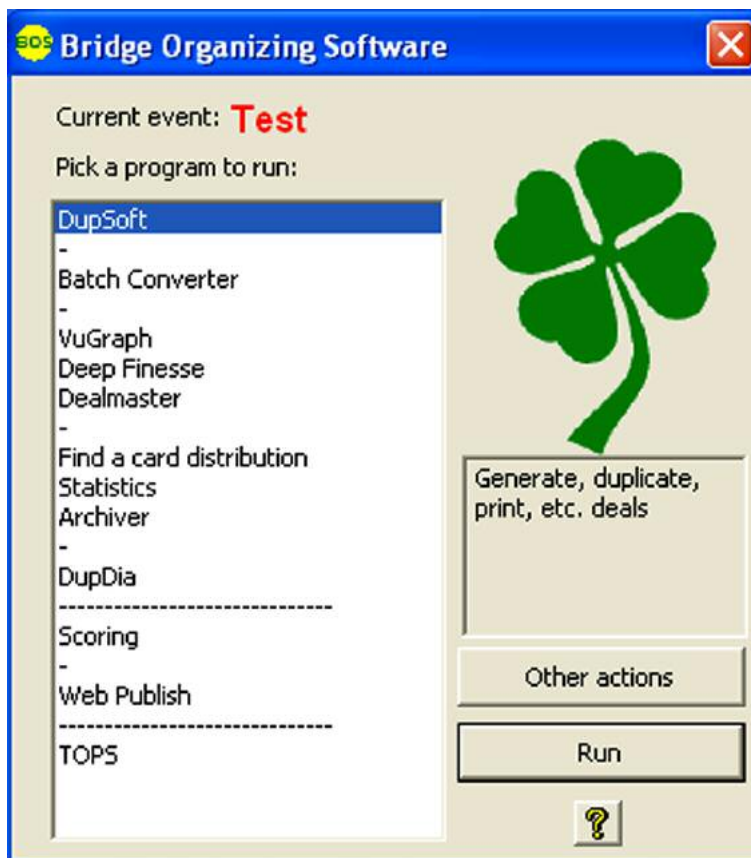 BOS Bridge Organizing Software
Current event: Test
Pick a program to run:
DupSoft
-
Batch Converter
-
VuGraph
Deep Finesse
Dealmaster
-
Find a card distribution
Statistics
Archiver
-
DupDia
------------------------------
Scoring
-
Web Publish
------------------------------
TOPS
Generate, duplicate,
print, etc. deals
Other actions
Run
?